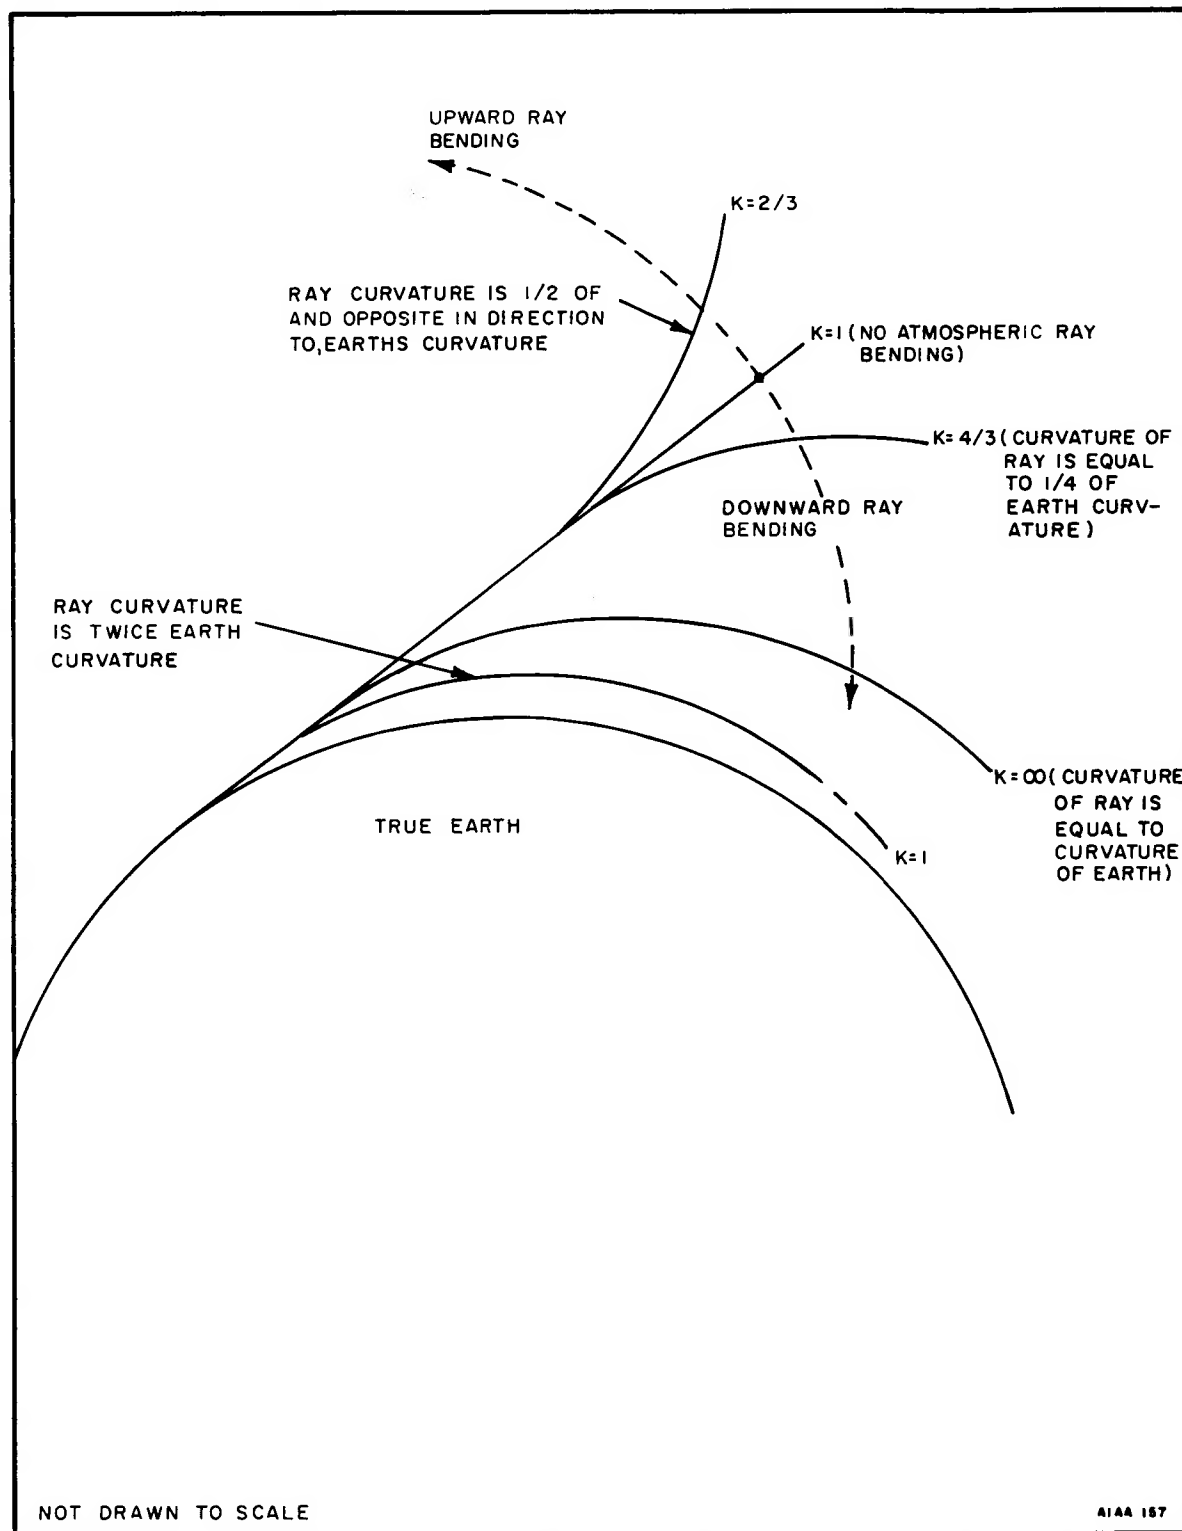 UPWARD RAY
BENDING
K=2/3
RAY CURVATURE IS 1/2 OF
AND OPPOSITE IN DIRECTION
TO,EARTHS CURVATURE
K=1 (NO ATMOSPHERIC RAY
BENDING)
K=4/3 (CURVATURE OF
RAY IS EQUAL
TO 1/4 OF
EARTH CURV-
ATURE)
DOWNWARD RAY
BENDING
RAY CURVATURE
IS TWICE EARTH
CURVATURE
K=∞ (CURVATURE
OF RAY IS
EQUAL TO
CURVATURE
OF EARTH)
TRUE EARTH
K=1
NOT DRAWN TO SCALE
AIAA 157